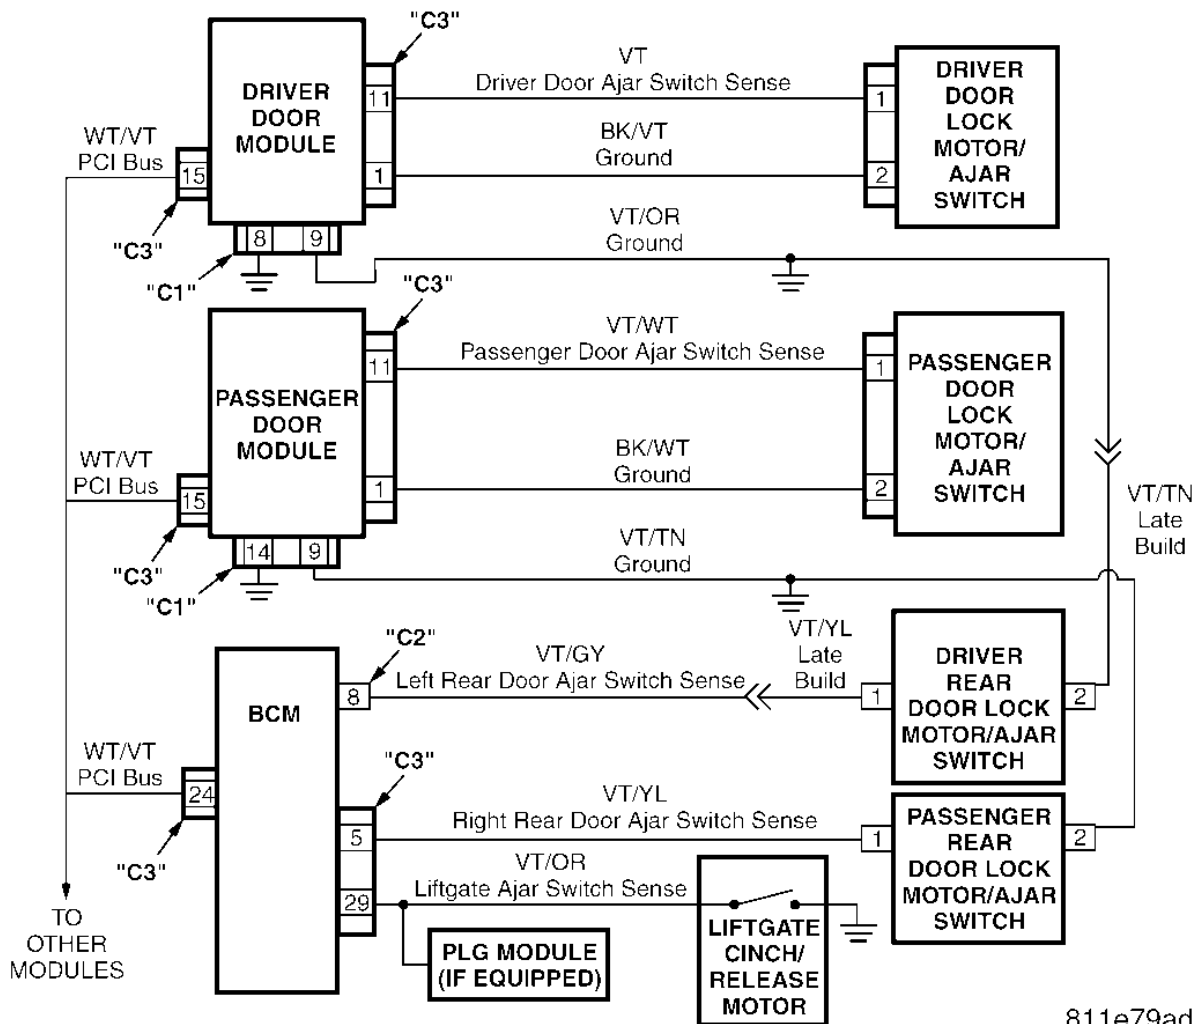 "C3"
DRIVER
DOOR
MODULE
11
1
VT
Driver Door Ajar Switch Sense
BK/VT
Ground
1
2
DRIVER
DOOR
LOCK
MOTOR/
AJAR
SWITCH
WT/VT
PCI Bus
15
"C3"
8
9
"C1"
VT/OR
Ground
"C3"
PASSENGER
DOOR
MODULE
11
1
VT/WT
Passenger Door Ajar Switch Sense
BK/WT
Ground
1
2
PASSENGER
DOOR
LOCK
MOTOR/
AJAR
SWITCH
WT/VT
PCI Bus
15
"C3"
14
9
"C1"
VT/TN
Ground
VT/TN
Late
Build
BCM
"C2"
8
VT/GY
Left Rear Door Ajar Switch Sense
VT/YL
Late
Build
1
DRIVER
REAR
DOOR LOCK
MOTOR/AJAR
SWITCH
2
WT/VT
PCI Bus
24
"C3"
"C3"
5
VT/YL
Right Rear Door Ajar Switch Sense
1
PASSENGER
REAR
DOOR LOCK
MOTOR/AJAR
SWITCH
2
29
VT/OR
Liftgate Ajar Switch Sense
PLG MODULE
(IF EQUIPPED)
LIFTGATE
CINCH/
RELEASE
MOTOR
TO
OTHER
MODULES
811e79ad